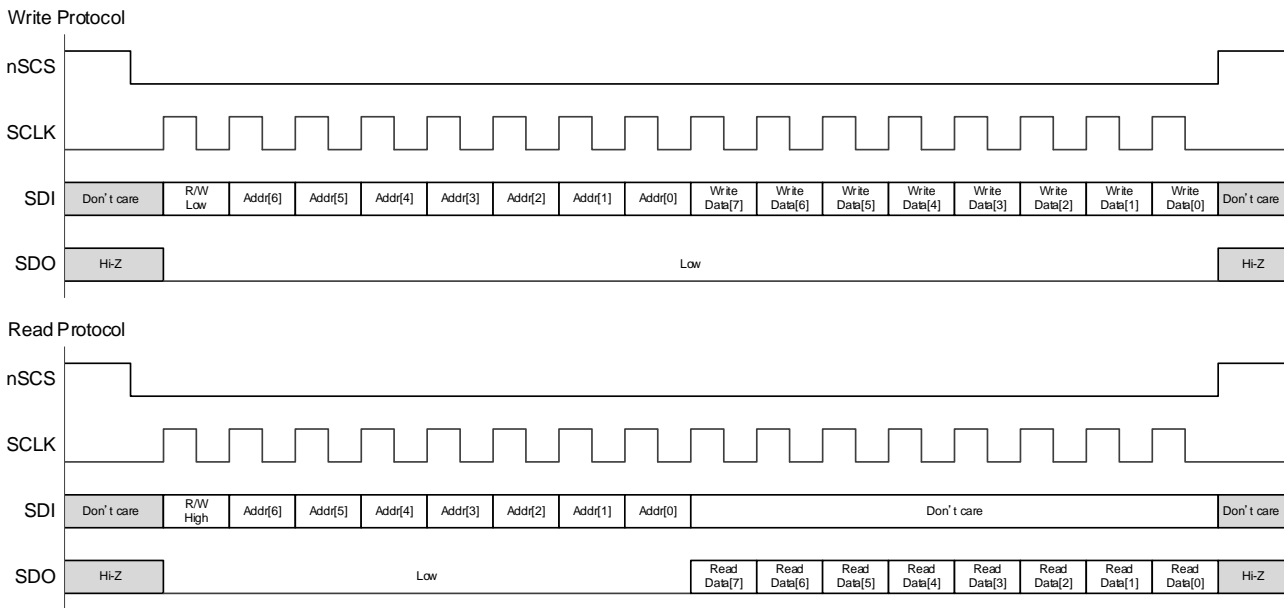 Write Protocol
nSCS
SCLK
SDI Don't care R/W Low Addr[6] Addr[5] Addr[4] Addr[3] Addr[2] Addr[1] Addr[0] Write Data[7] Write Data[6] Write Data[5] Write Data[4] Write Data[3] Write Data[2] Write Data[1] Write Data[0] Don't care
SDO Hi-Z Low Hi-Z
Read Protocol
nSCS
SCLK
SDI Don't care R/W High Addr[6] Addr[5] Addr[4] Addr[3] Addr[2] Addr[1] Addr[0] Don't care Don't care
SDO Hi-Z Low Read Data[7] Read Data[6] Read Data[5] Read Data[4] Read Data[3] Read Data[2] Read Data[1] Read Data[0] Hi-Z